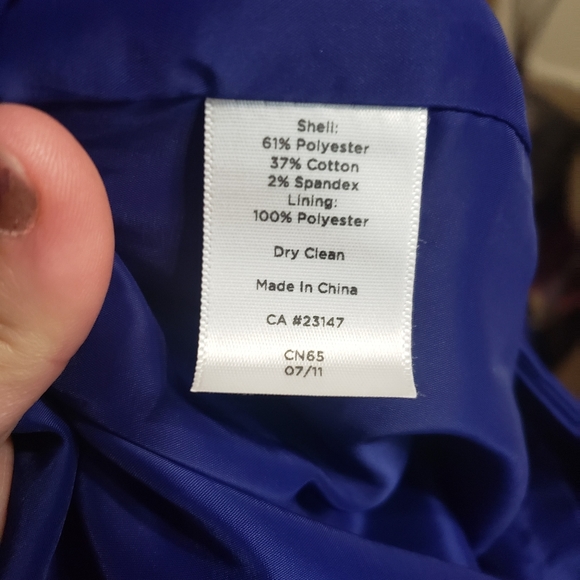 Shell:
61% Polyester
37% Cotton
2% Spandex
Lining:
100% Polyester
Dry Clean
Made In China
CA #23147
CN65
07/11